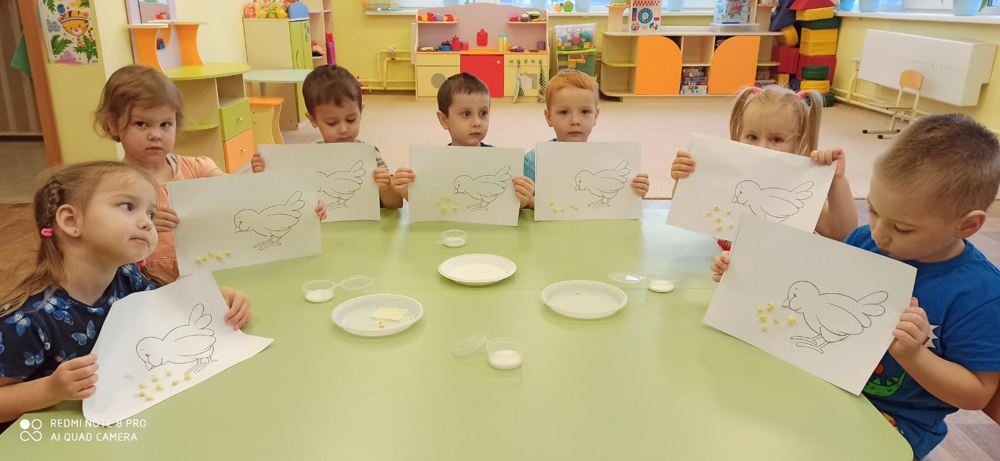 REDMI NOTE 8 PRO
AI QUAD CAMERA